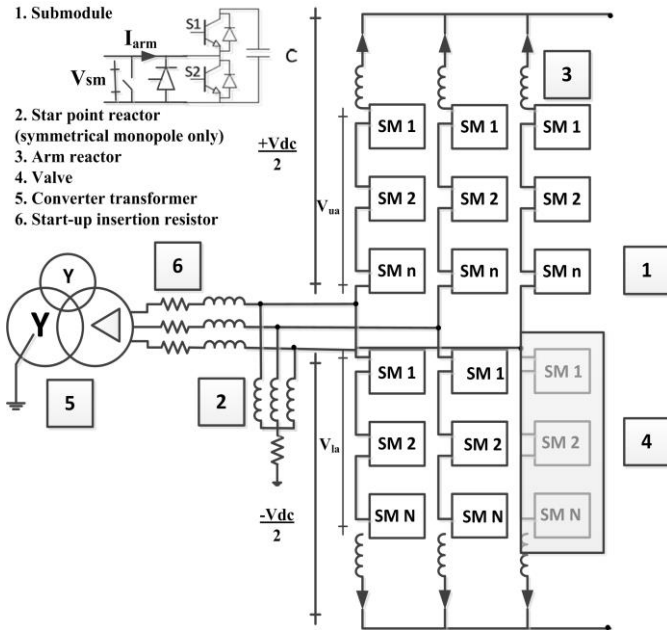 1. Submodule
S1
I arm
C
Vsm
S2
2. Star point reactor
(symmetrical monopole only)
3. Arm reactor
4. Valve
5. Converter transformer
6. Start-up insertion resistor
3
+Vdc
2
SM 1 SM 1 SM 1
SM 2 SM 2 SM 2
Vua
SM n SM n SM n
1
6
Y
Y
5
2
SM 1 SM 1 SM 1
SM 2 SM 2 SM 2
Vla
4
-Vdc
2
SM N SM N SM N